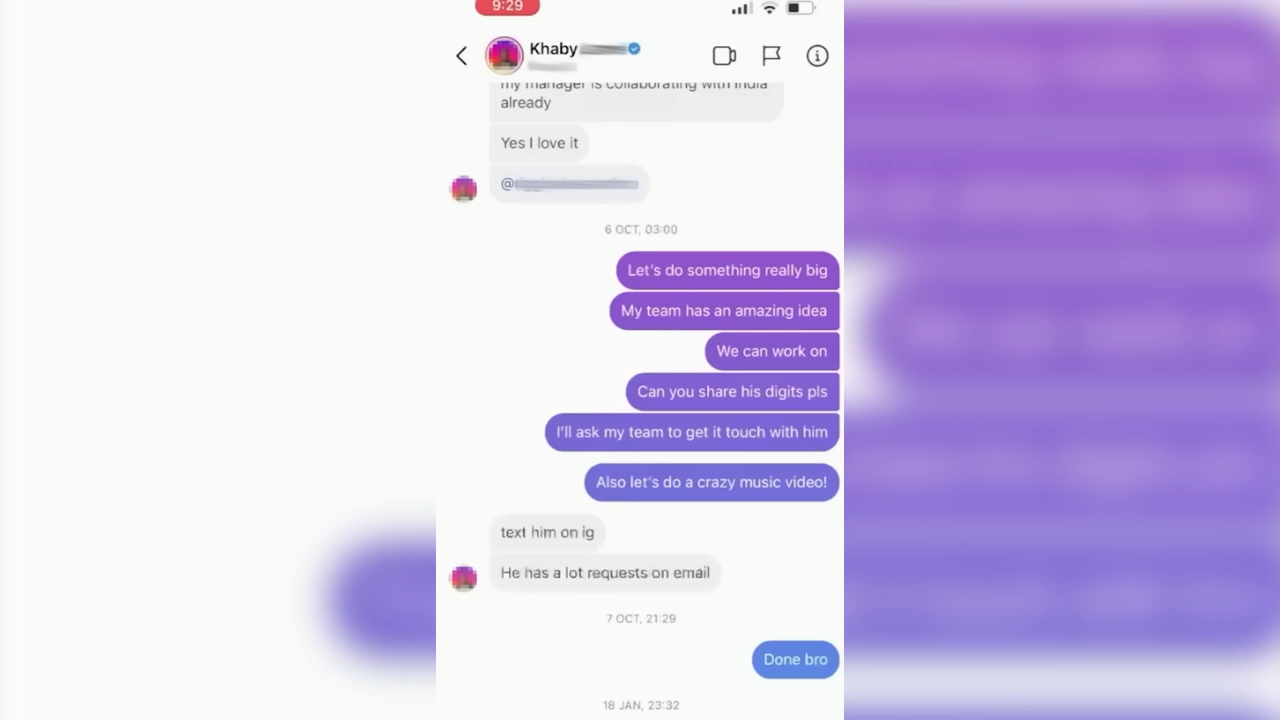 9:29
Khaby
my manager is collaborating with India
already
Yes I love it
@
6 OCT, 03:00
Let's do something really big
My team has an amazing idea
We can work on
Can you share his digits pls
I'll ask my team to get it touch with him
Also let's do a crazy music video!
text him on ig
He has a lot requests on email
7 OCT, 21:29
Done bro
18 JAN, 23:32